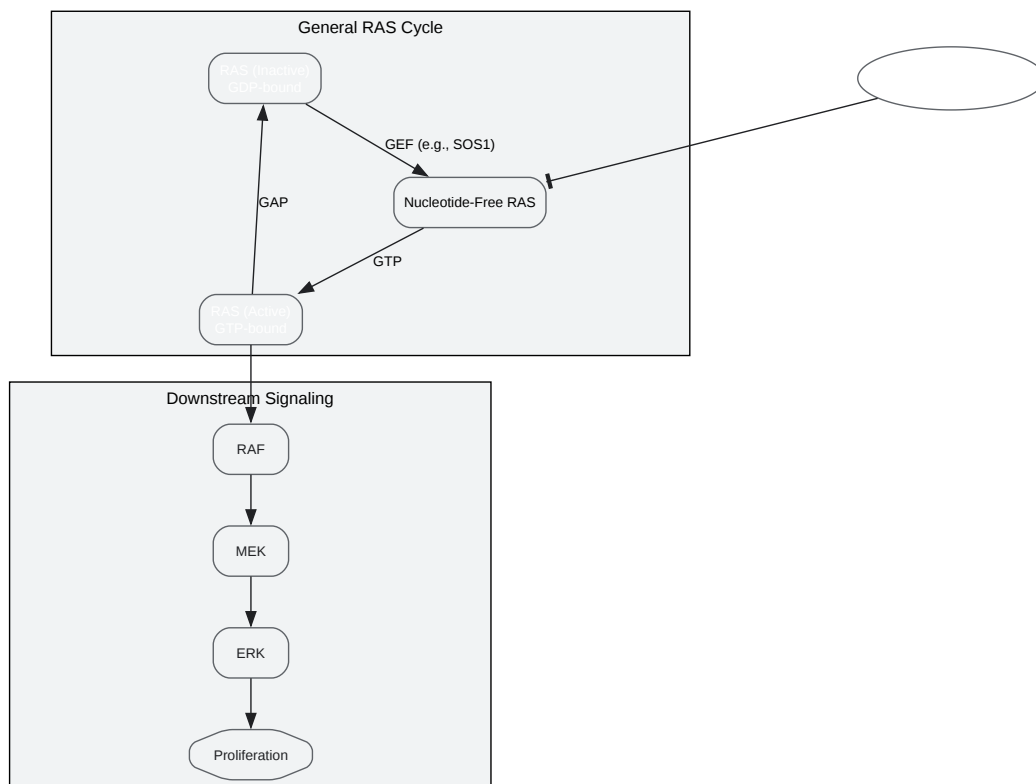 General RAS Cycle
RAS (Inactive)
GDP-bound
GEF (e.g., SOS1)
Nucleotide-Free RAS
GAP
GTP
RAS (Active)
GTP-bound
Downstream Signaling
RAF
MEK
ERK
Proliferation